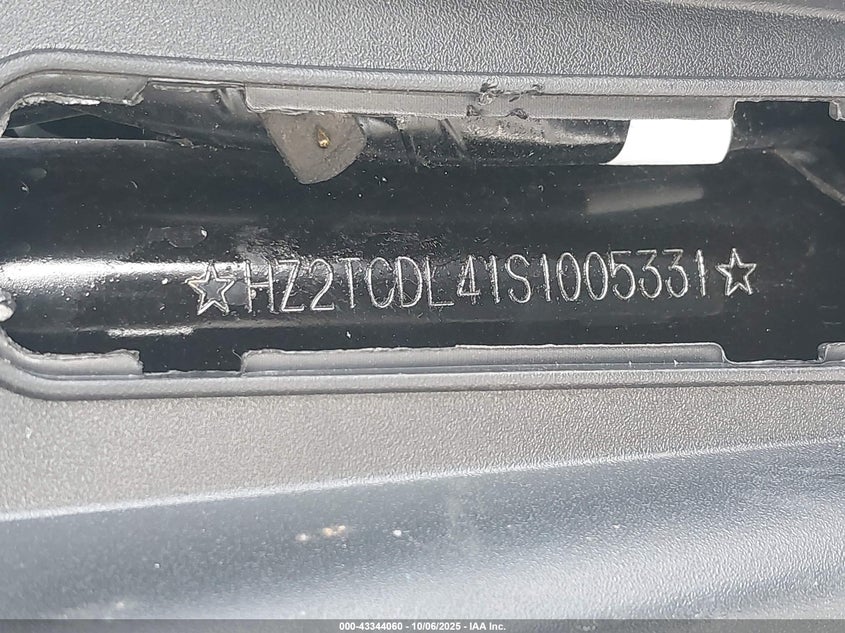 ☆HZ2TCDL41S1005331☆
000-43344060 - 10/06/2025 - IAA Inc.